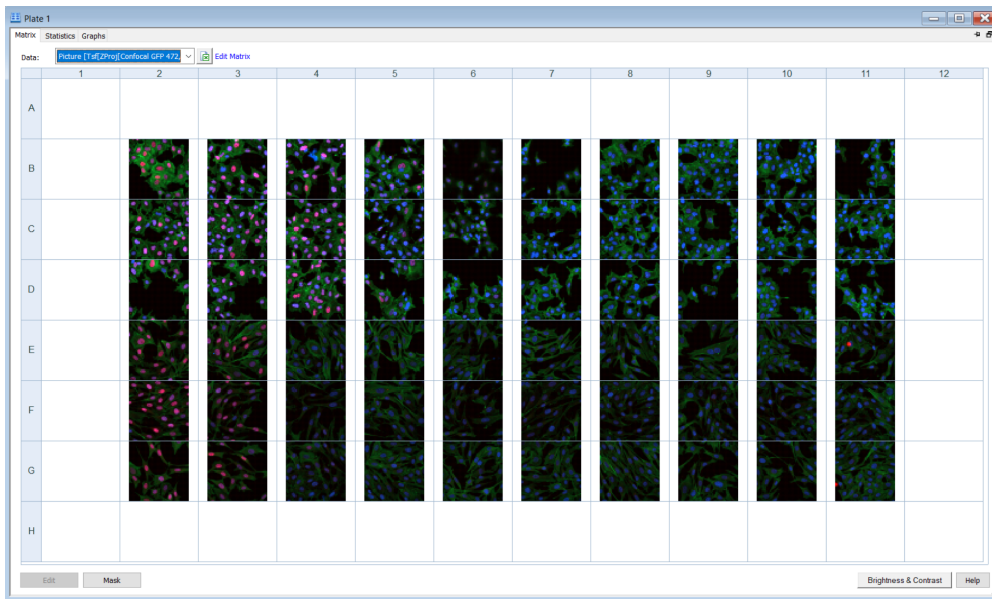 Plate 1
Matrix Statistics Graphs
Data: Picture [Tsf[ZProj[Confocal GFP 472, Edit Matrix
1 2 3 4 5 6 7 8 9 10 11 12
A
B
C
D
E
F
G
H
Edit Mask Brightness & Contrast Help